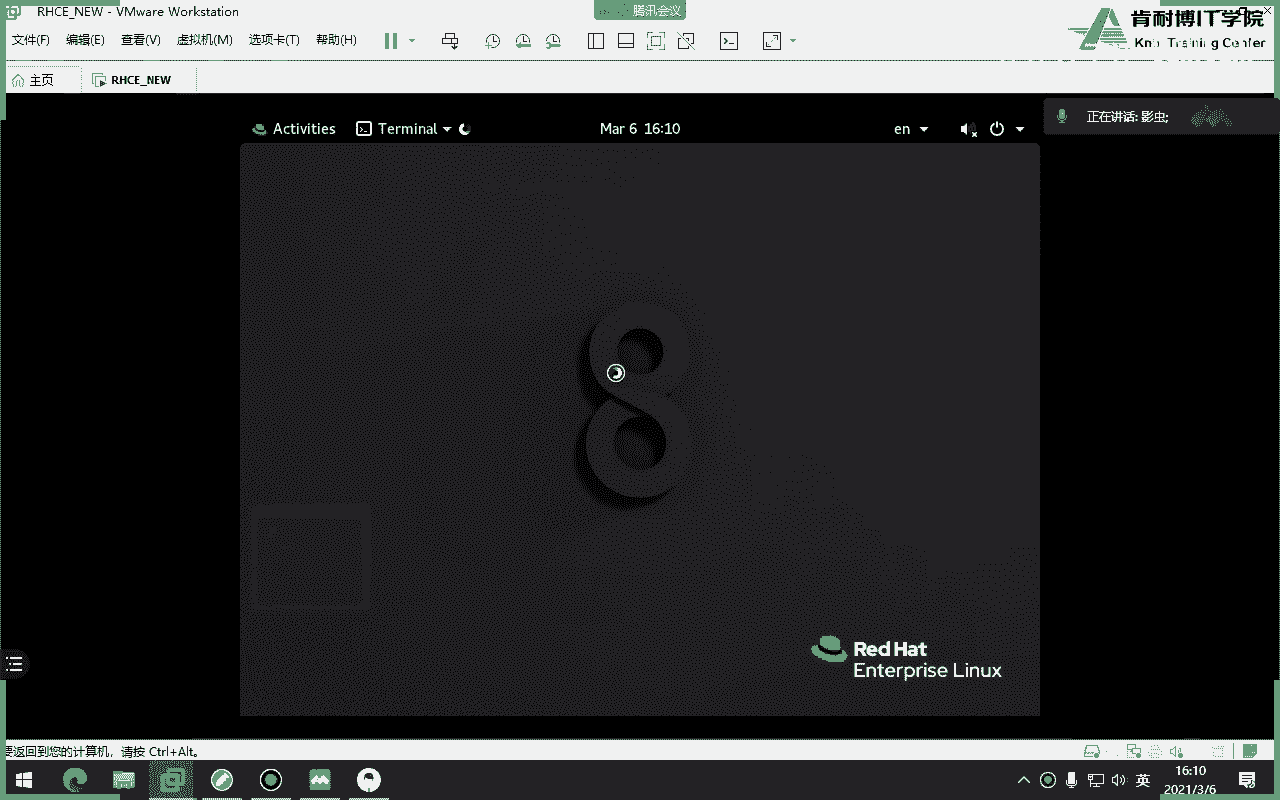 RHCE_NEW - VMware Workstation
腾讯会议
文件(F) 编辑(E) 查看(V) 虚拟机(M) 选项卡(T) 帮助(H)
肯耐博IT学院
Training Center
主页
RHCE_NEW
Activities
Terminal
Mar 6 16:10
en
正在讲话: 影虫;
8
Red Hat
Enterprise Linux
要返回到您的计算机，请按 Ctrl+Alt。
英
16:10
2021/3/6